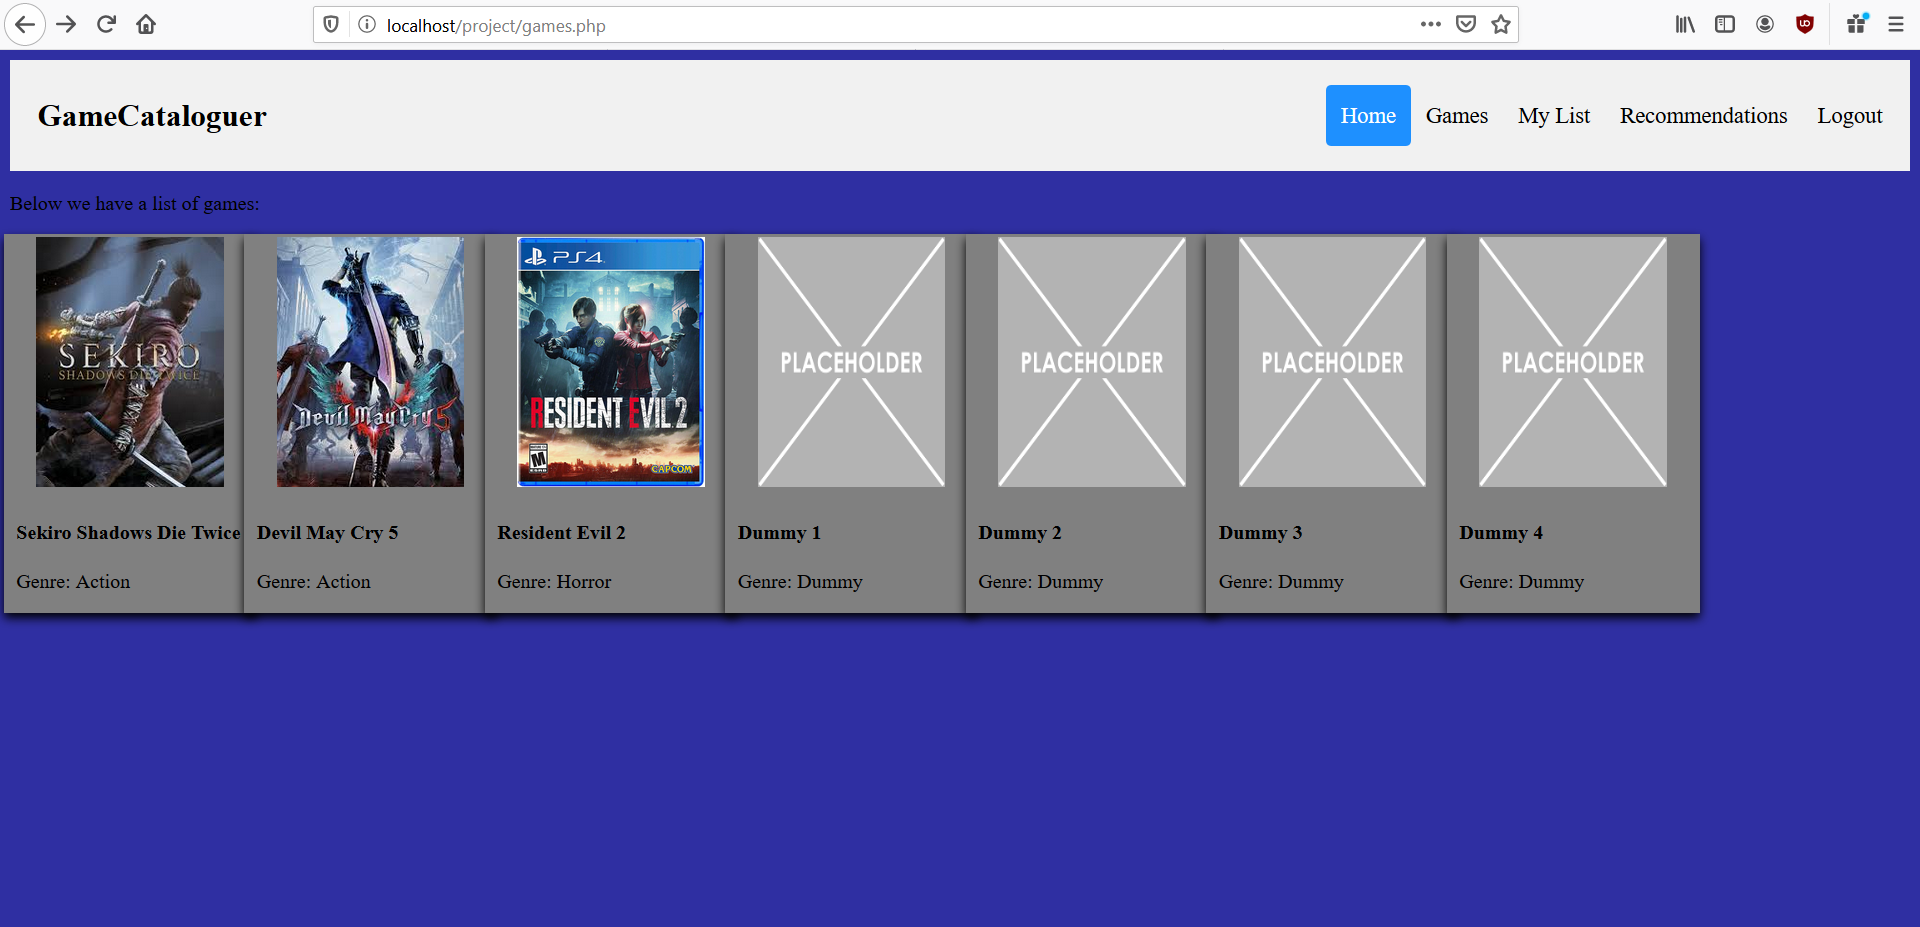 localhost/project/games.php
GameCataloguer
Home Games My List Recommendations Logout
Below we have a list of games:
SEKIRO
SHADOWS DIE TWICE
Devil May Cry 5
PS4
RESIDENT EVIL 2
M
CAPCOM
PLACEHOLDER
PLACEHOLDER
PLACEHOLDER
PLACEHOLDER
Sekiro Shadows Die Twice
Devil May Cry 5
Resident Evil 2
Dummy 1
Dummy 2
Dummy 3
Dummy 4
Genre: Action
Genre: Action
Genre: Horror
Genre: Dummy
Genre: Dummy
Genre: Dummy
Genre: Dummy